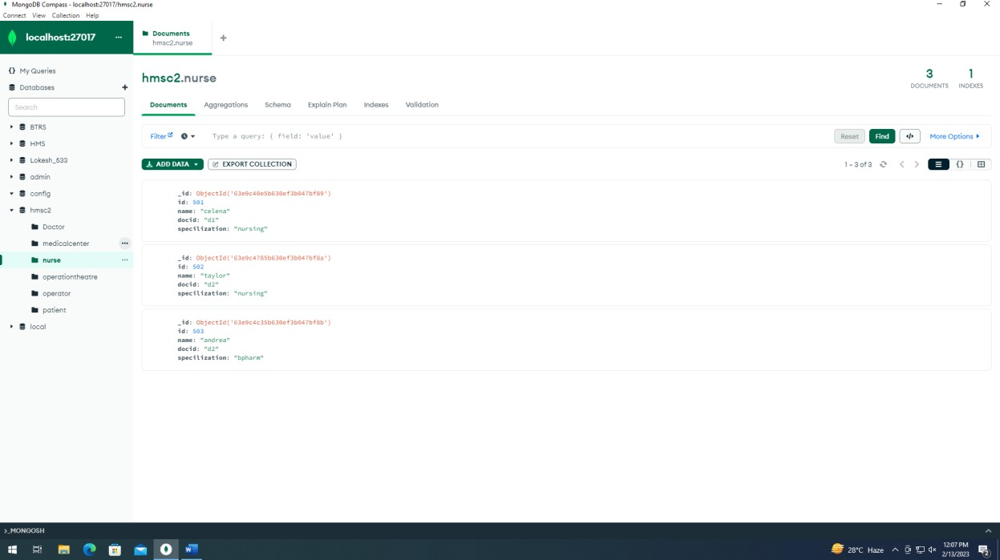 MongoDB Compass - localhost:27017/hmsc2.nurse
Connect View Collection Help
localhost:27017 ...
Documents
hmsc2.nurse
+
{} My Queries
Databases +
Search
BTRS
HMS
Lokesh_533
admin
config
hmsc2
Doctor
medicalcenter ...
nurse ...
operationtheatre
operator
patient
local
hmsc2.nurse
3
DOCUMENTS
1
INDEXES
Documents Aggregations Schema Explain Plan Indexes Validation
Filter Type a query: { field: 'value' } Reset Find </> More Options
ADD DATA EXPORT COLLECTION 1 - 3 of 3 {}
_id: ObjectId('63e9c40e5b630ef3b047bf89')
id: 501
name: "celena"
docid: "d1"
specilization: "nursing"
_id: ObjectId('63e9c4785b630ef3b047bf8a')
id: 502
name: "taylor"
docid: "d2"
specilization: "nursing"
_id: ObjectId('63e9c4c35b630ef3b047bf8b')
id: 503
name: "andrea"
docid: "d2"
specilization: "bpharm"
>_MONGOSH
28°C Haze
12:07 PM
2/13/2023
2